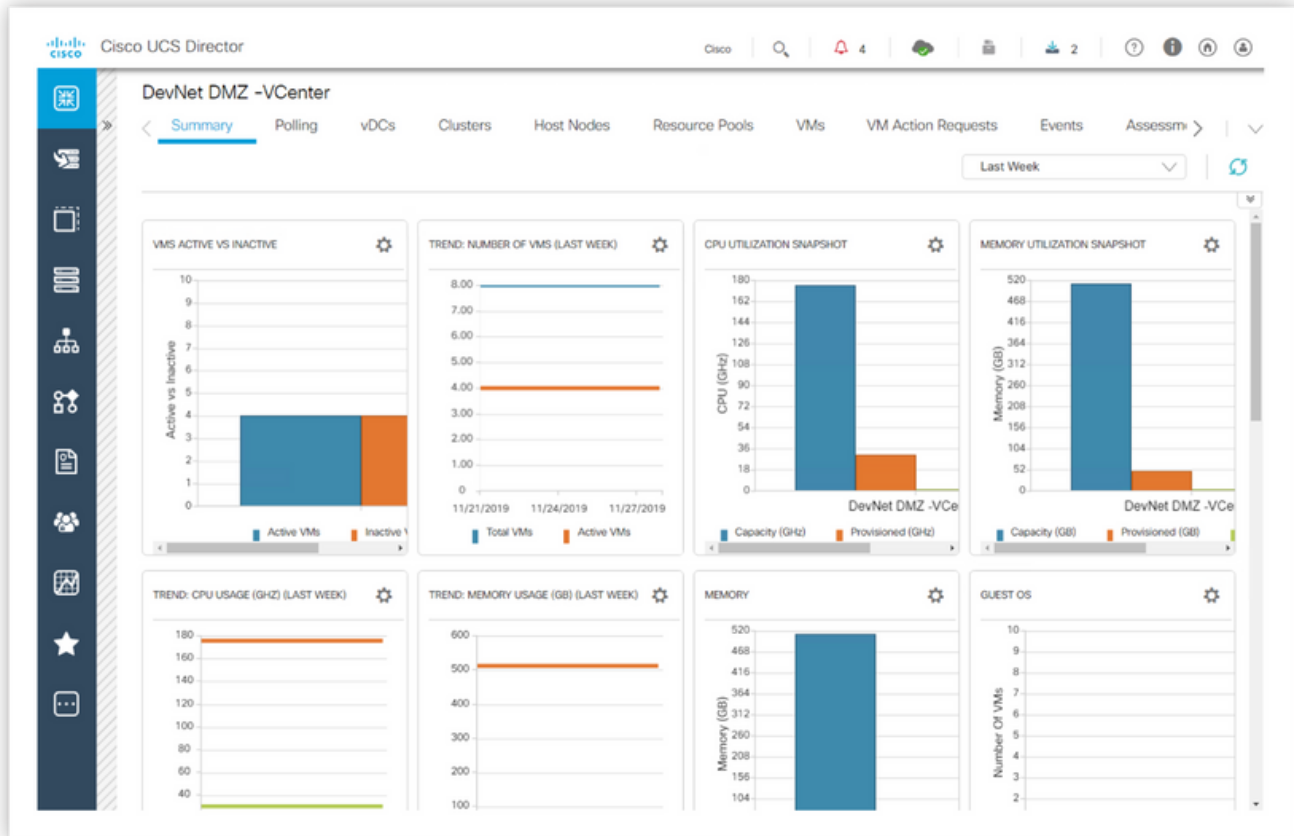 CISCO
Cisco UCS Director
Cisco
4
2
DevNet DMZ -VCenter
Summary
Polling
vDCs
Clusters
Host Nodes
Resource Pools
VMs
VM Action Requests
Events
Assessm
Last Week
VMS ACTIVE VS INACTIVE
Active vs Inactive
10
9
8
7
6
5
4
3
2
1
0
Active VMs
Inactive V
TREND: NUMBER OF VMS (LAST WEEK)
8.00
7.00
6.00
5.00
4.00
3.00
2.00
1.00
0
11/21/2019
11/24/2019
11/27/2019
Total VMs
Active VMs
CPU UTILIZATION SNAPSHOT
CPU (GHz)
180
162
144
126
108
90
72
54
36
18
0
DevNet DMZ -VCe
Capacity (GHz)
Provisioned (GHz)
MEMORY UTILIZATION SNAPSHOT
Memory (GB)
520
468
416
364
312
260
208
156
104
52
0
DevNet DMZ -VCe
Capacity (GB)
Provisioned (GB)
TREND: CPU USAGE (GHZ) (LAST WEEK)
180
160
140
120
100
80
60
40
TREND: MEMORY USAGE (GB) (LAST WEEK)
600
500
400
300
200
100
MEMORY
Memory (GB)
520
468
416
364
312
260
208
156
104
GUEST OS
Number Of VMs
10
9
8
7
6
5
4
3
2